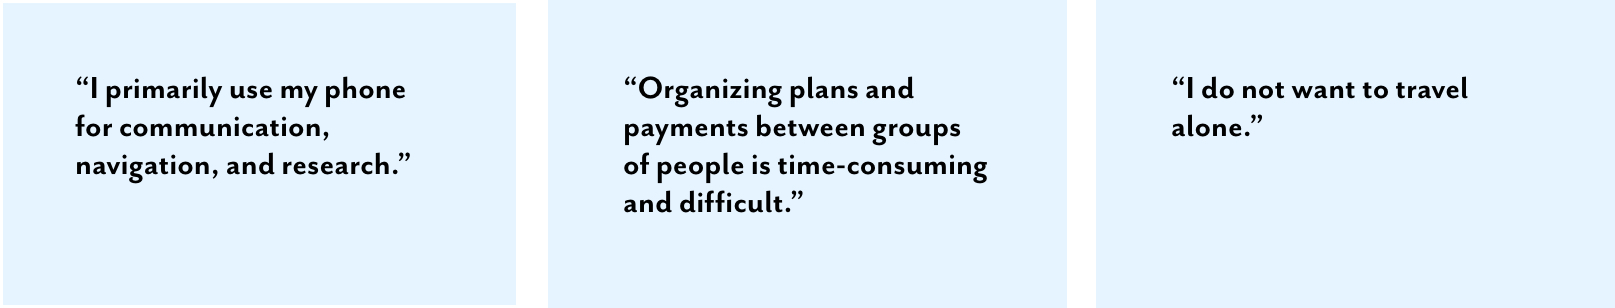 “I primarily use my phone
for communication,
navigation, and research.”
“Organizing plans and
payments between groups
of people is time-consuming
and difficult.”
“I do not want to travel
alone.”